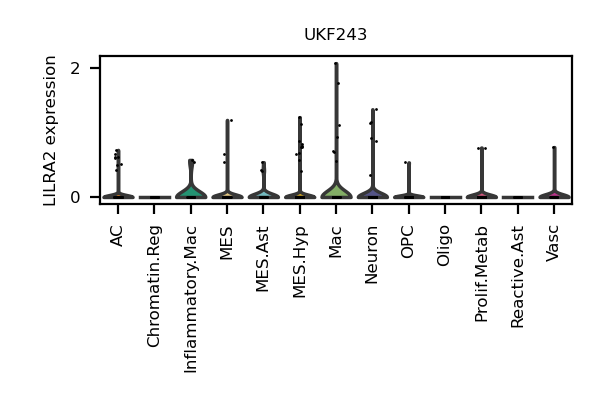 UKF243
LILRA2 expression
2
0
AC
Chromatin.Reg
Inflammatory.Mac
MES
MES.Ast
MES.Hyp
Mac
Neuron
OPC
Oligo
Prolif.Metab
Reactive.Ast
Vasc